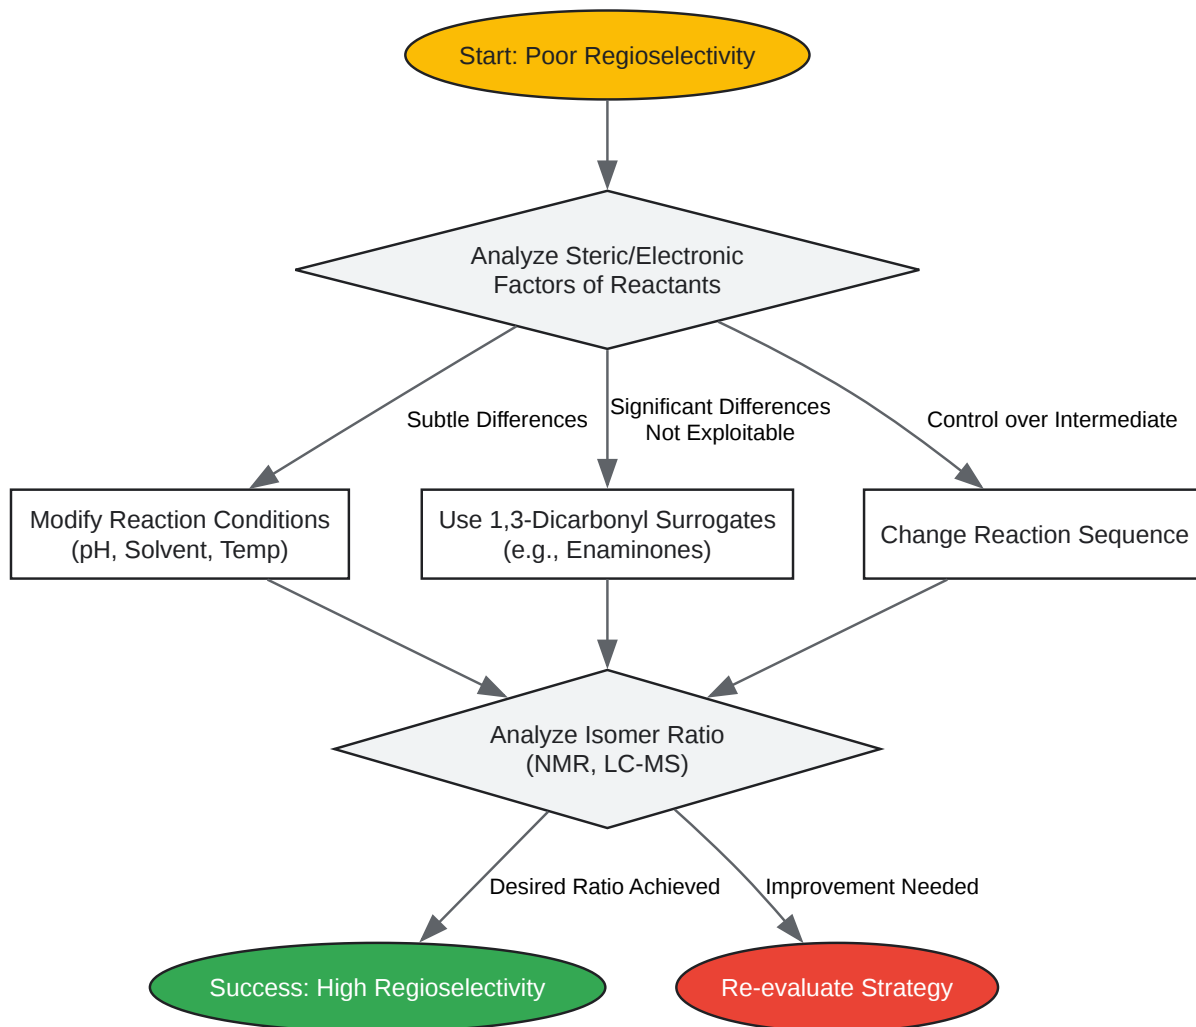 Start: Poor Regioselectivity
Analyze Steric/Electronic
Factors of Reactants
Subtle Differences
Significant Differences
Not Exploitable
Control over Intermediate
Modify Reaction Conditions
(pH, Solvent, Temp)
Use 1,3-Dicarbonyl Surrogates
(e.g., Enaminones)
Change Reaction Sequence
Analyze Isomer Ratio
(NMR, LC-MS)
Desired Ratio Achieved
Improvement Needed
Success: High Regioselectivity
Re-evaluate Strategy